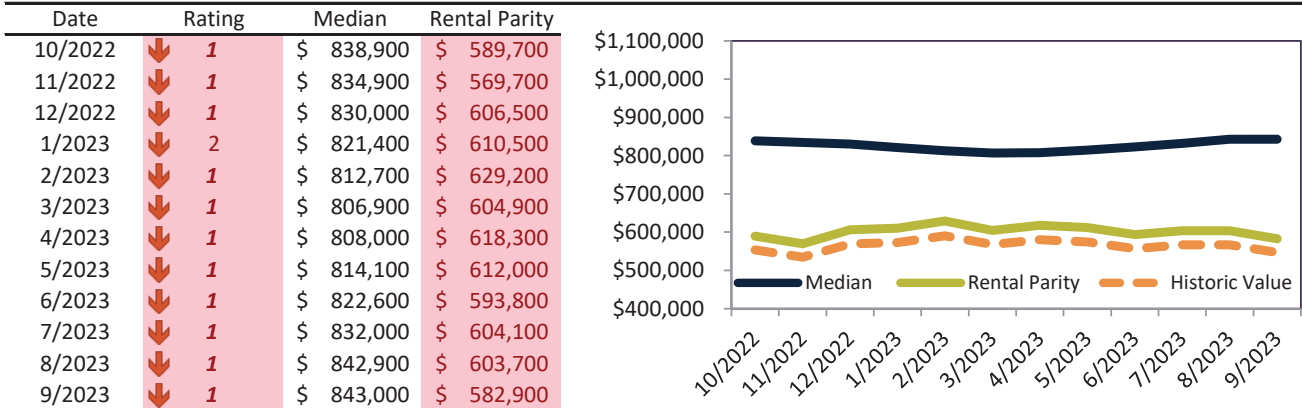 Date Rating Median Rental Parity
10/2022 1 $ 838,900 $ 589,700
11/2022 1 $ 834,900 $ 569,700
12/2022 1 $ 830,000 $ 606,500
1/2023 2 $ 821,400 $ 610,500
2/2023 1 $ 812,700 $ 629,200
3/2023 1 $ 806,900 $ 604,900
4/2023 1 $ 808,000 $ 618,300
5/2023 1 $ 814,100 $ 612,000
6/2023 1 $ 822,600 $ 593,800
7/2023 1 $ 832,000 $ 604,100
8/2023 1 $ 842,900 $ 603,700
9/2023 1 $ 843,000 $ 582,900
$1,100,000
$1,000,000
$900,000
$800,000
$700,000
$600,000
$500,000
$400,000
Median Rental Parity Historic Value
10/2022 11/2022 12/2022 1/2023 2/2023 3/2023 4/2023 5/2023 6/2023 7/2023 8/2023 9/2023